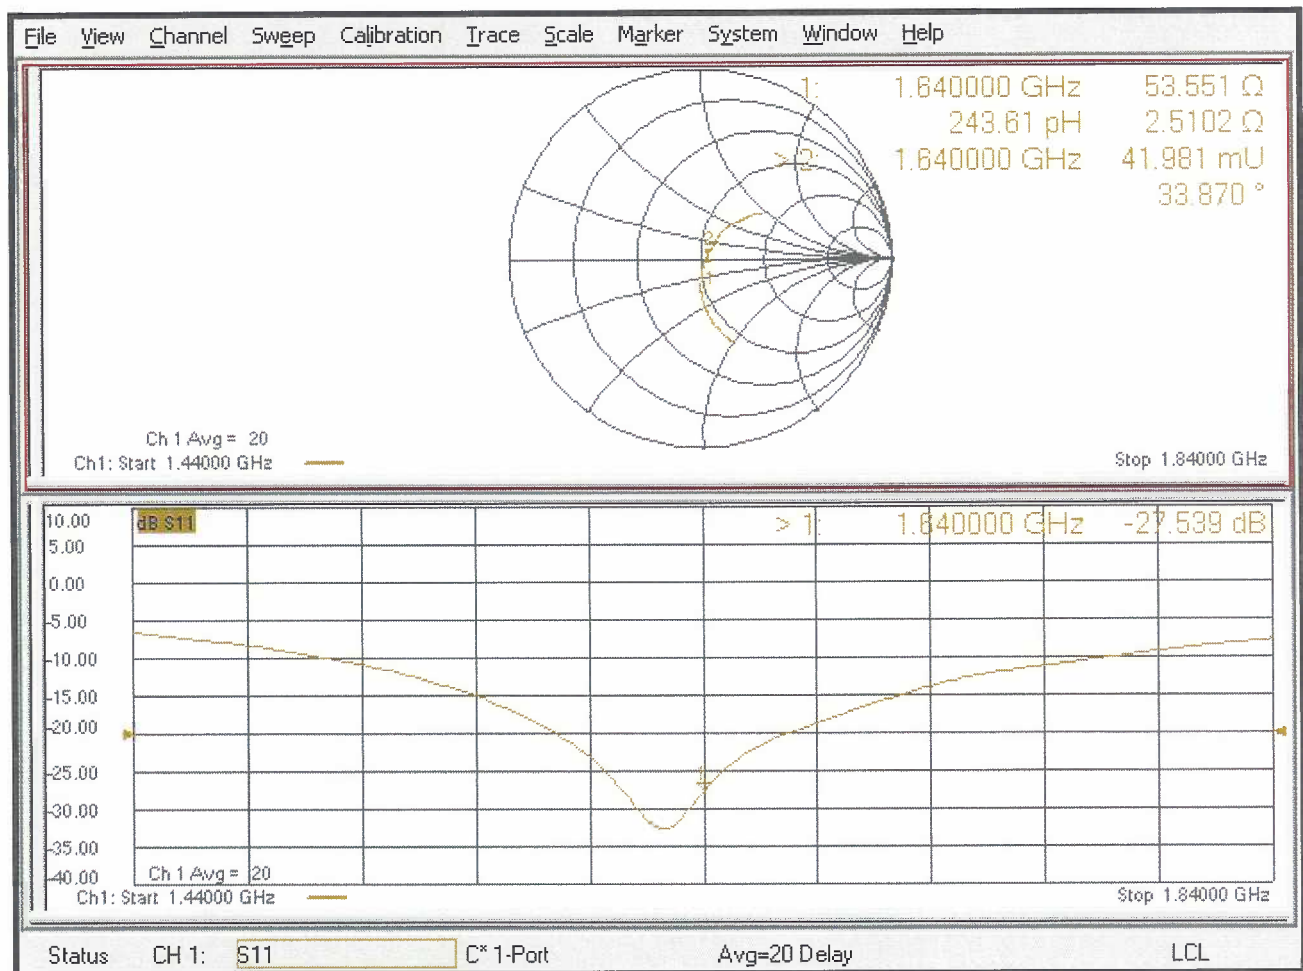 File View Channel Sweep Calibration Trace Scale Marker System Window Help
1: 1.640000 GHz 53.551 Ω
243.61 pH 2.5102 Ω
> 2: 1.640000 GHz 41.981 mU
33.870 °
2
1
Ch 1 Avg = 20
Ch1: Start 1.44000 GHz
Stop 1.84000 GHz
10.00
dB S11
> 1: 1.640000 GHz -27.539 dB
5.00
0.00
-5.00
-10.00
-15.00
-20.00
-25.00
1
-30.00
-35.00
-40.00
Ch 1 Avg = 20
Ch1: Start 1.44000 GHz
Stop 1.84000 GHz
Status CH 1: S11 C* 1-Port Avg=20 Delay LCL